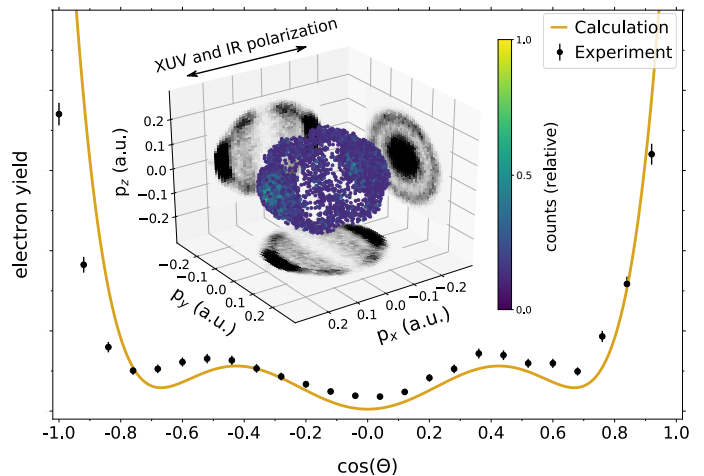 XUV and IR polarization
Calculation
Experiment
1.0
0.5
0.0
counts (relative)
electron yield
p_z (a.u.)
0.2
0.1
0.0
−0.1
−0.2
−0.2
−0.1
0.0
0.1
0.2
p_y (a.u.)
0.2
0.1
0.0
−0.1
−0.2
p_x (a.u.)
-1.0 -0.8 -0.6 -0.4 -0.2 -0.0 0.2 0.4 0.6 0.8 1.0
cos(Θ)